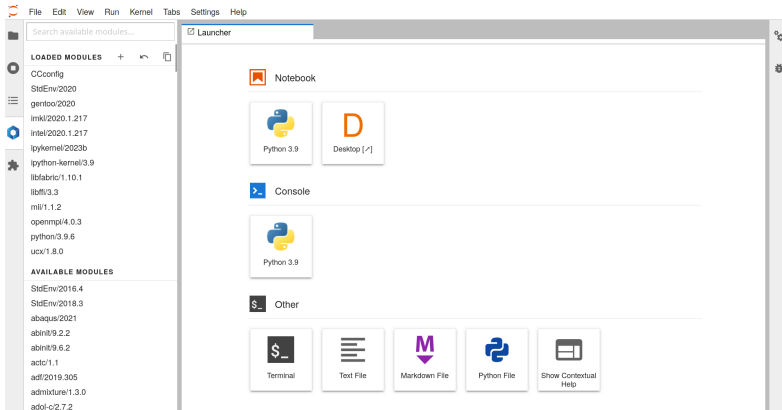 File Edit View Run Kernel Tabs Settings Help
Search available modules...
LOADED MODULES
CCconfig
StdEnv/2020
gentoo/2020
imkl/2020.1.217
intel/2020.1.217
ipykernel/2023b
ipython-kernel/3.9
libfabric/1.10.1
libffi/3.3
mii/1.1.2
openmpi/4.0.3
python/3.9.6
ucx/1.8.0
AVAILABLE MODULES
StdEnv/2016.4
StdEnv/2018.3
abaqus/2021
abinit/9.2.2
abinit/9.6.2
actc/1.1
adf/2019.305
admixture/1.3.0
adol-c/2.7.2
Launcher
Notebook
Python 3.9
D
Desktop [↗]
Console
Python 3.9
$_ Other
$_
Terminal
Text File
M
Markdown File
Python File
Show Contextual
Help